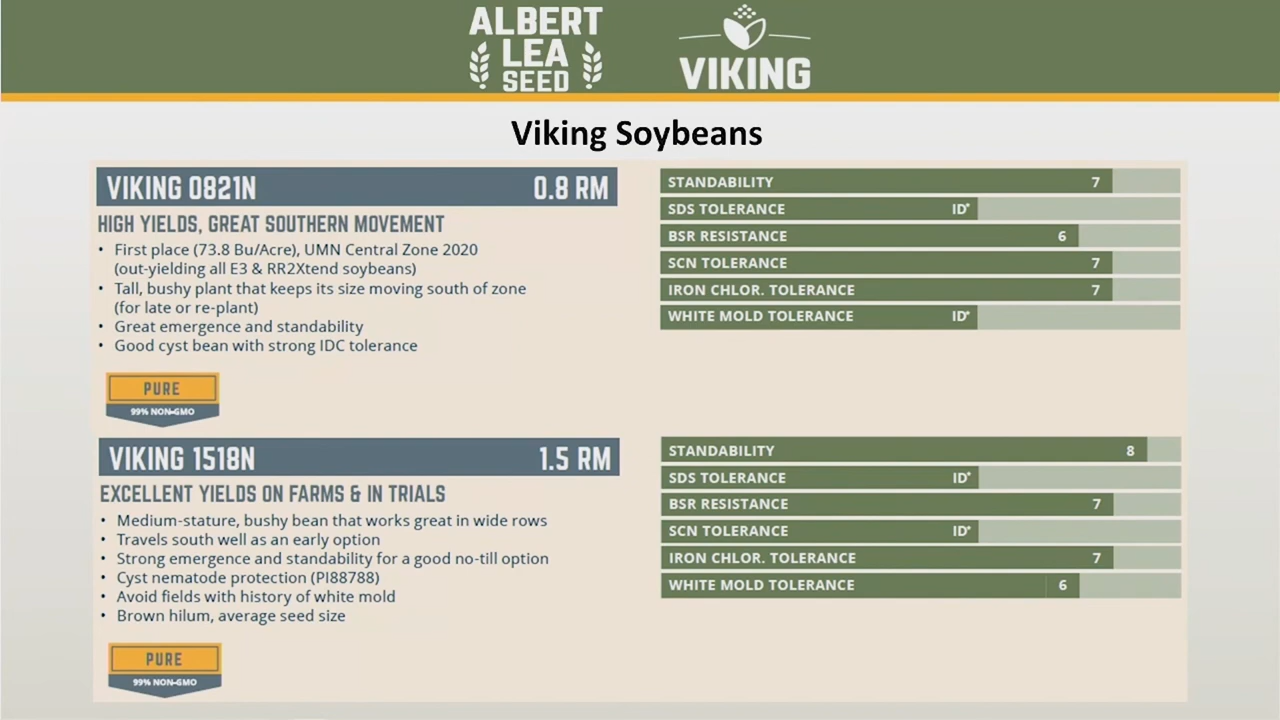 ALBERT
LEA
SEED
VIKING
Viking Soybeans
VIKING 0821N 0.8 RM
HIGH YIELDS, GREAT SOUTHERN MOVEMENT
• First place (73.8 Bu/Acre), UMN Central Zone 2020
(out-yielding all E3 & RR2Xtend soybeans)
• Tall, bushy plant that keeps its size moving south of zone
(for late or re-plant)
• Great emergence and standability
• Good cyst bean with strong IDC tolerance
PURE
99% NON-GMO
STANDABILITY 7
SDS TOLERANCE ID*
BSR RESISTANCE 6
SCN TOLERANCE 7
IRON CHLOR. TOLERANCE 7
WHITE MOLD TOLERANCE ID*
VIKING 1518N 1.5 RM
EXCELLENT YIELDS ON FARMS & IN TRIALS
• Medium-stature, bushy bean that works great in wide rows
• Travels south well as an early option
• Strong emergence and standability for a good no-till option
• Cyst nematode protection (PI88788)
• Avoid fields with history of white mold
• Brown hilum, average seed size
PURE
99% NON-GMO
STANDABILITY 8
SDS TOLERANCE ID*
BSR RESISTANCE 7
SCN TOLERANCE ID*
IRON CHLOR. TOLERANCE 7
WHITE MOLD TOLERANCE 6